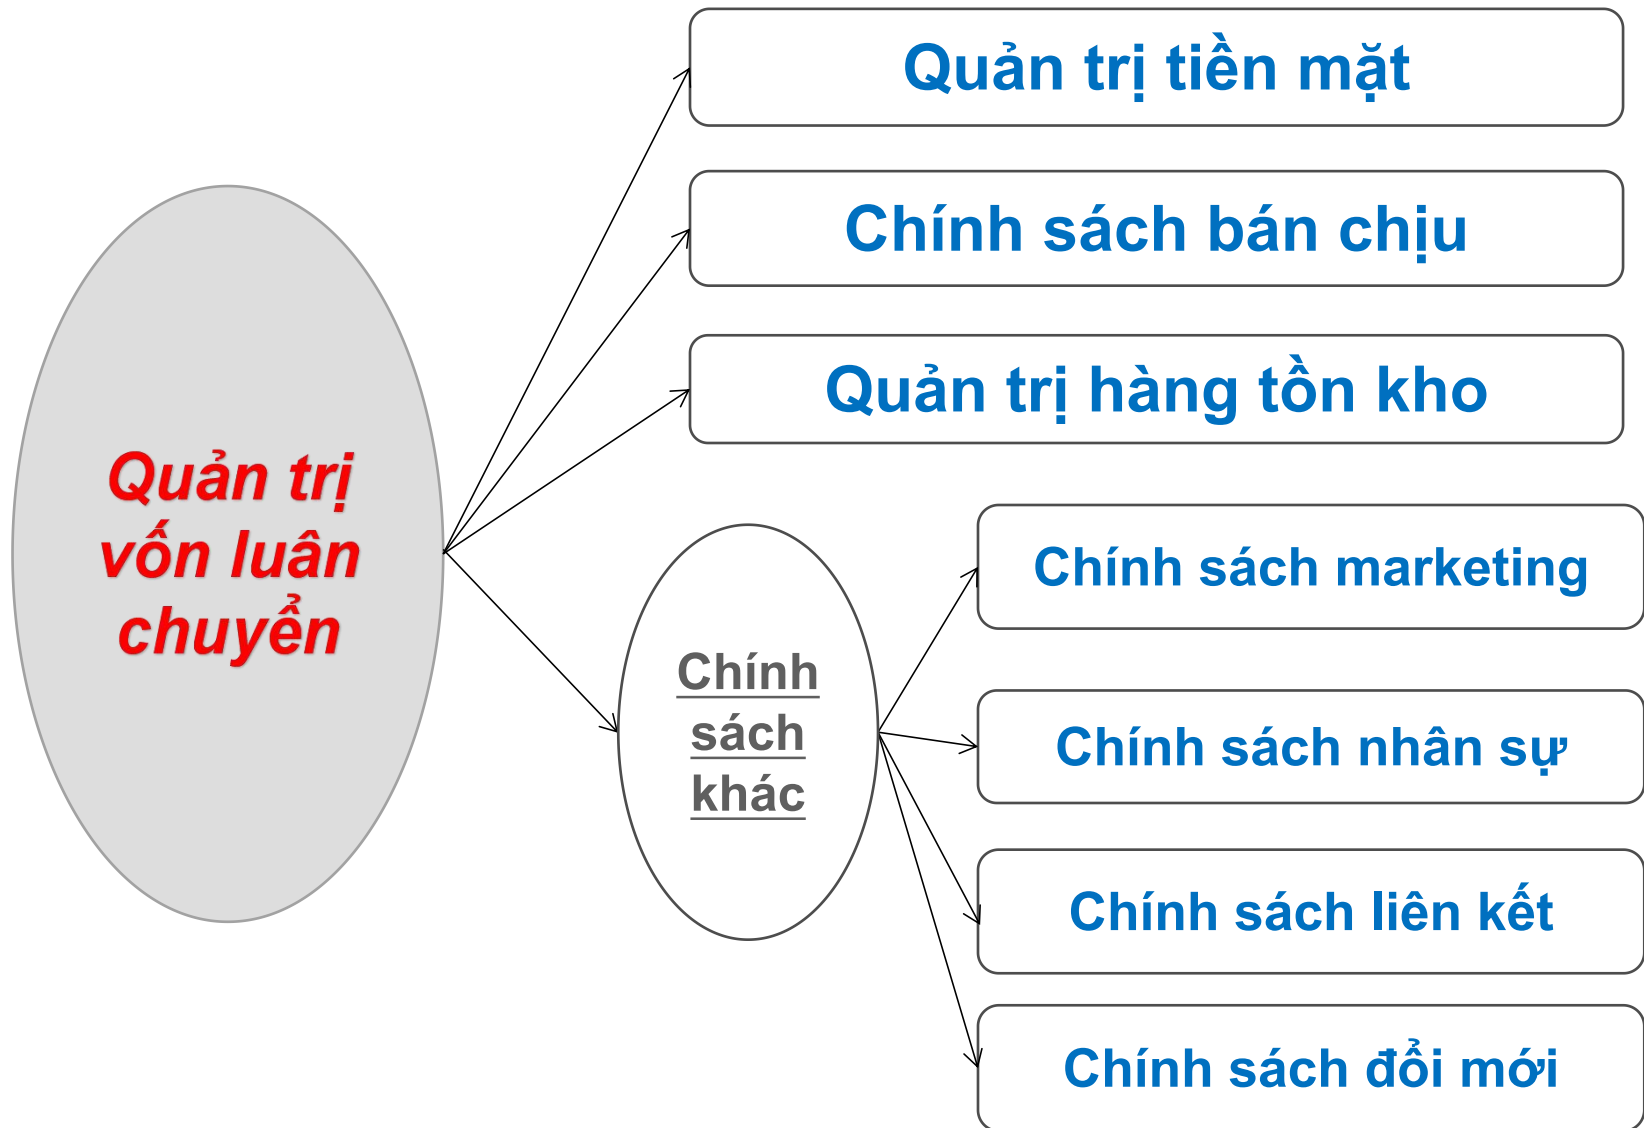 Quản trị tiền mặt
Chính sách bán chịu
Quản trị hàng tồn kho
Quản trị
vốn luân
chuyển
Chính
sách
khác
Chính sách marketing
Chính sách nhân sự
Chính sách liên kết
Chính sách đổi mới